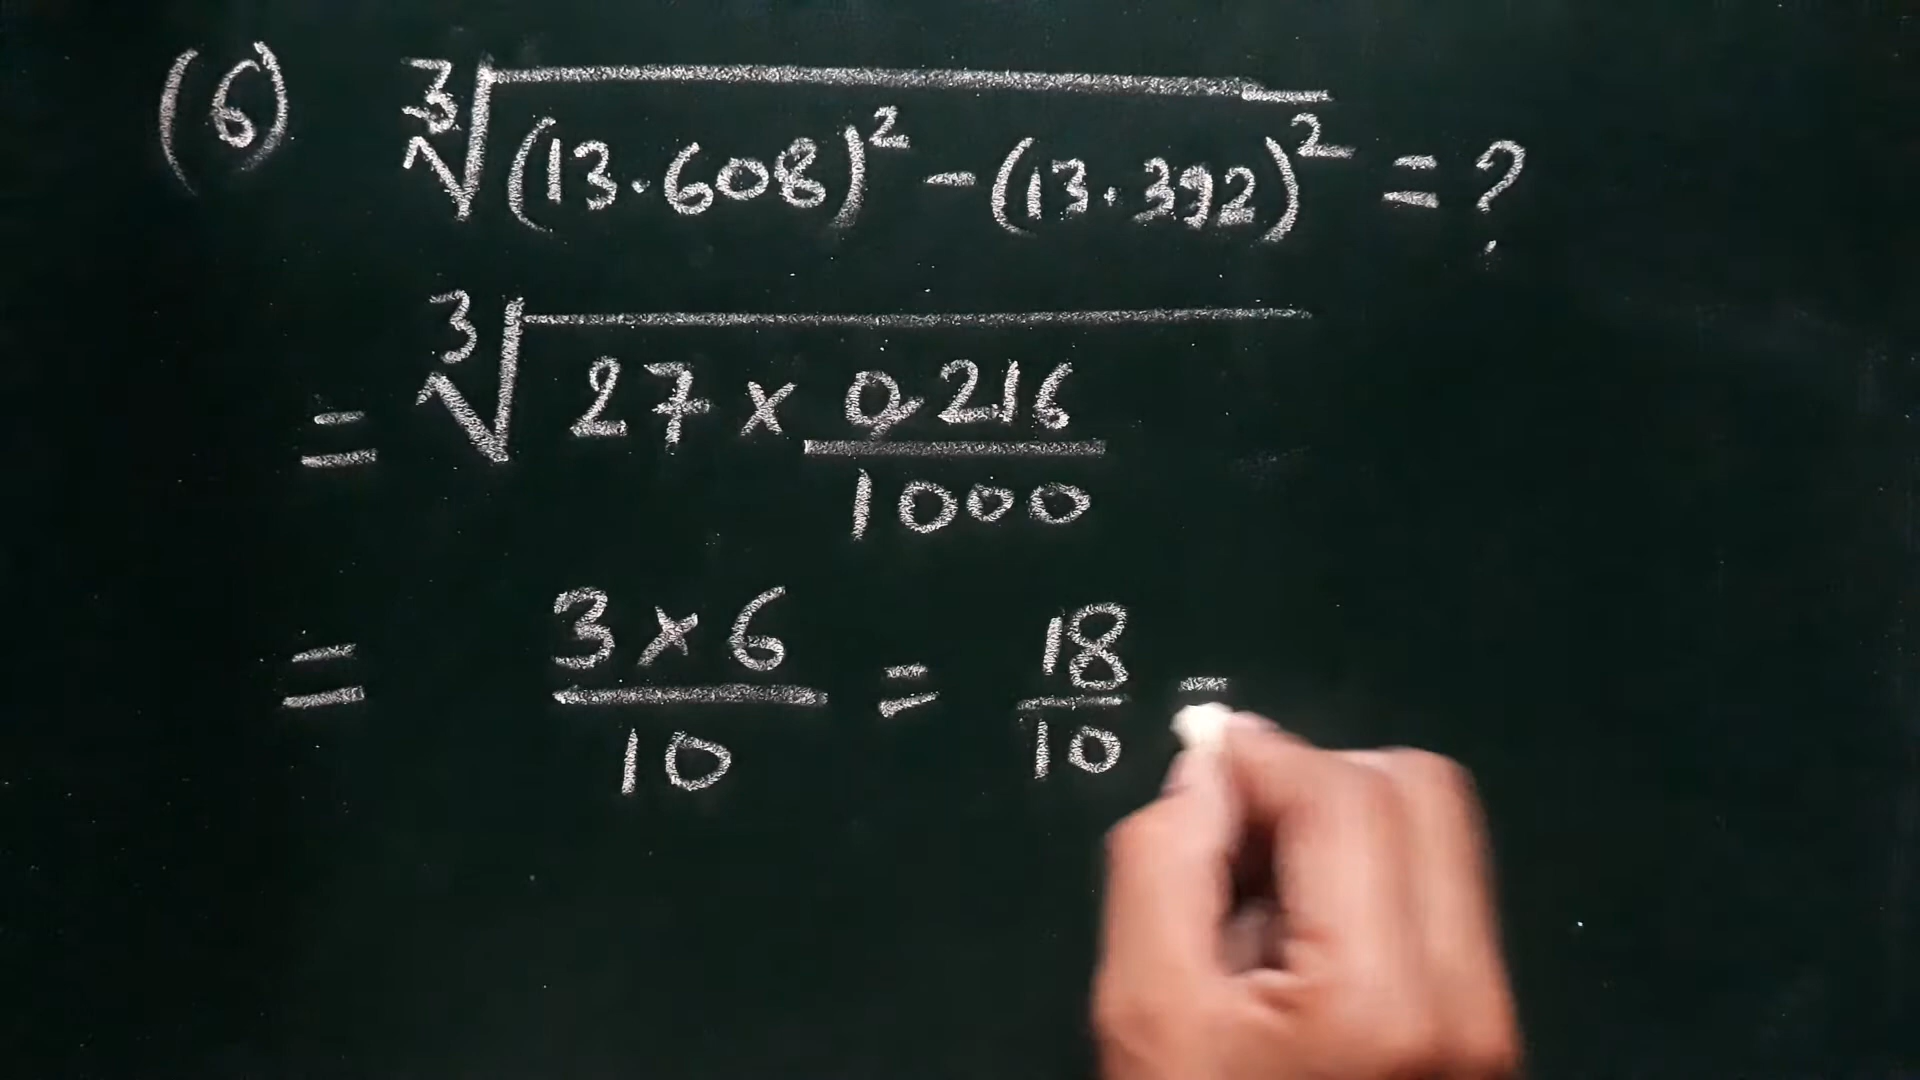 (6) ∛((13.608)² - (13.392)²) = ?
= ∛(27 × 0.216/1000)
= 3 × 6/10 = 18/10 =